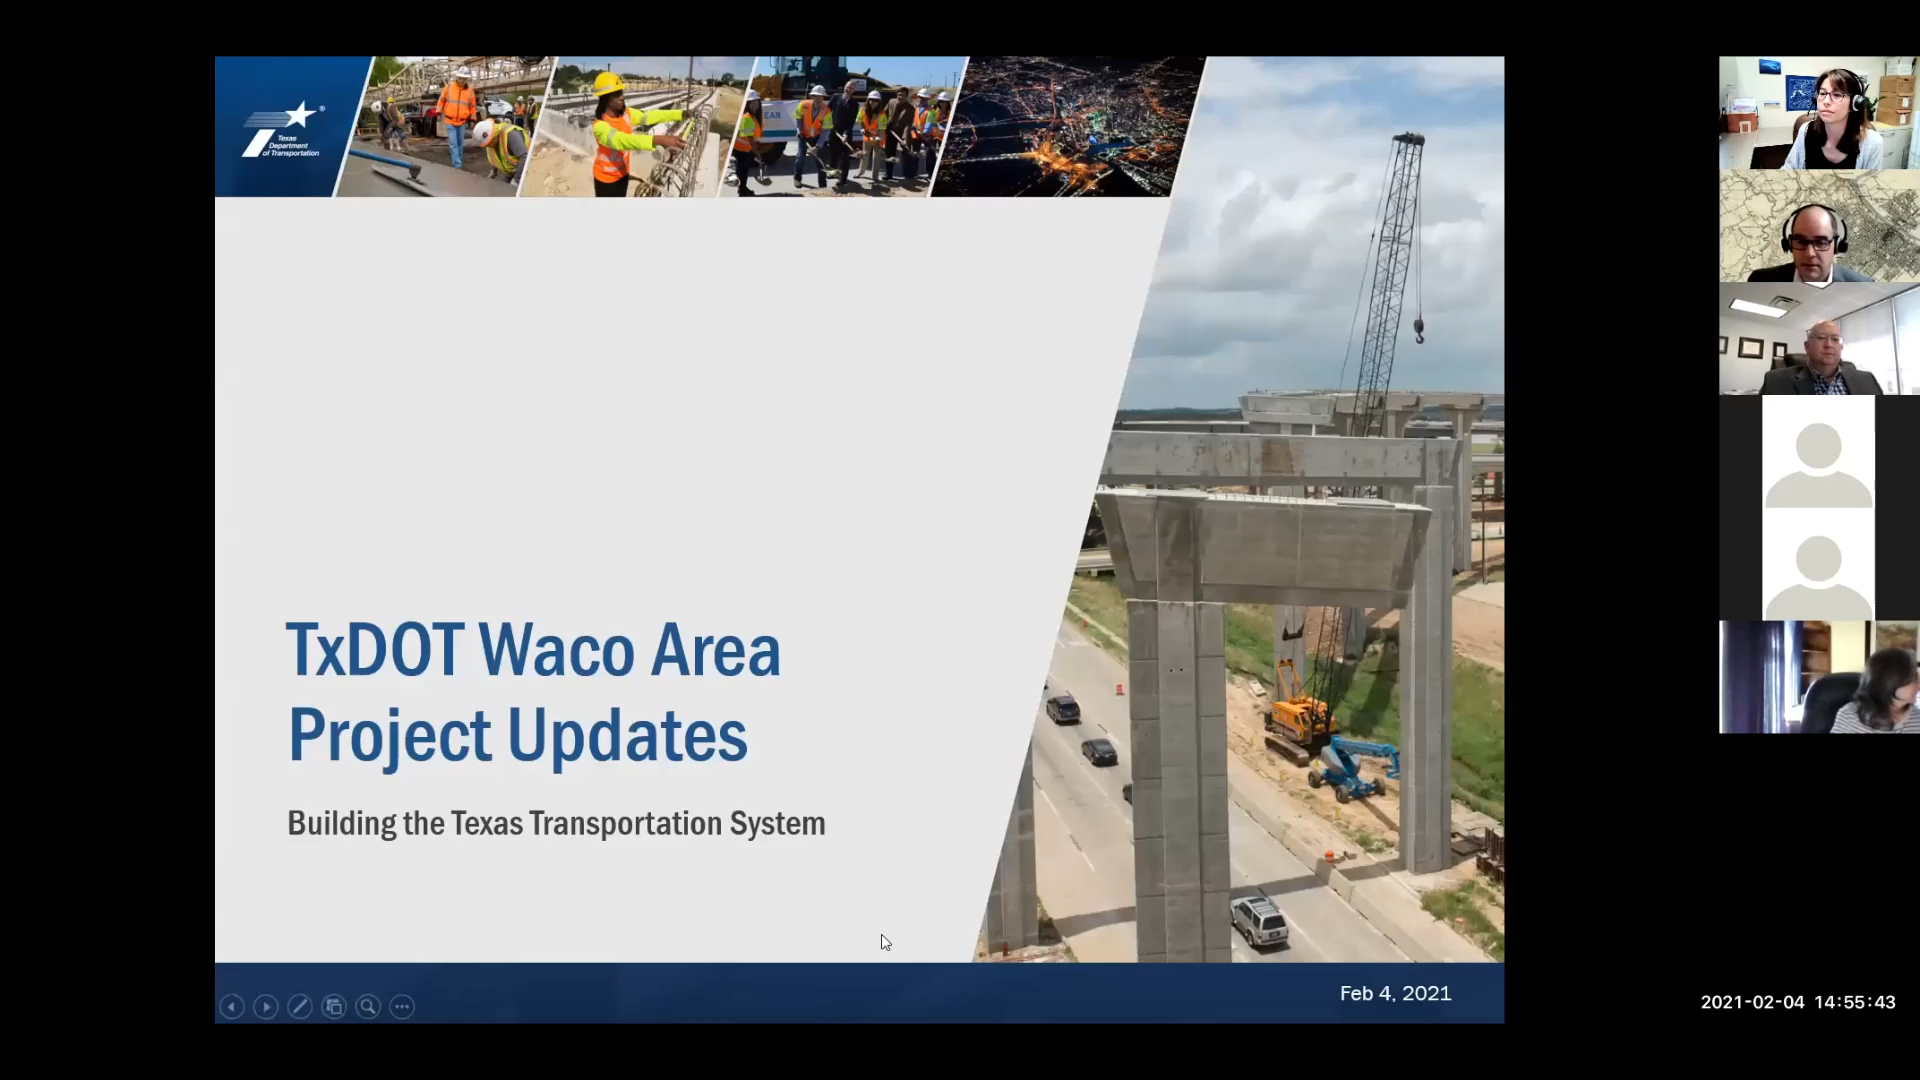 Texas
Department
of Transportation
®
EAR
TxDOT Waco Area
Project Updates
Building the Texas Transportation System
Feb 4, 2021
2021-02-04 14:55:43